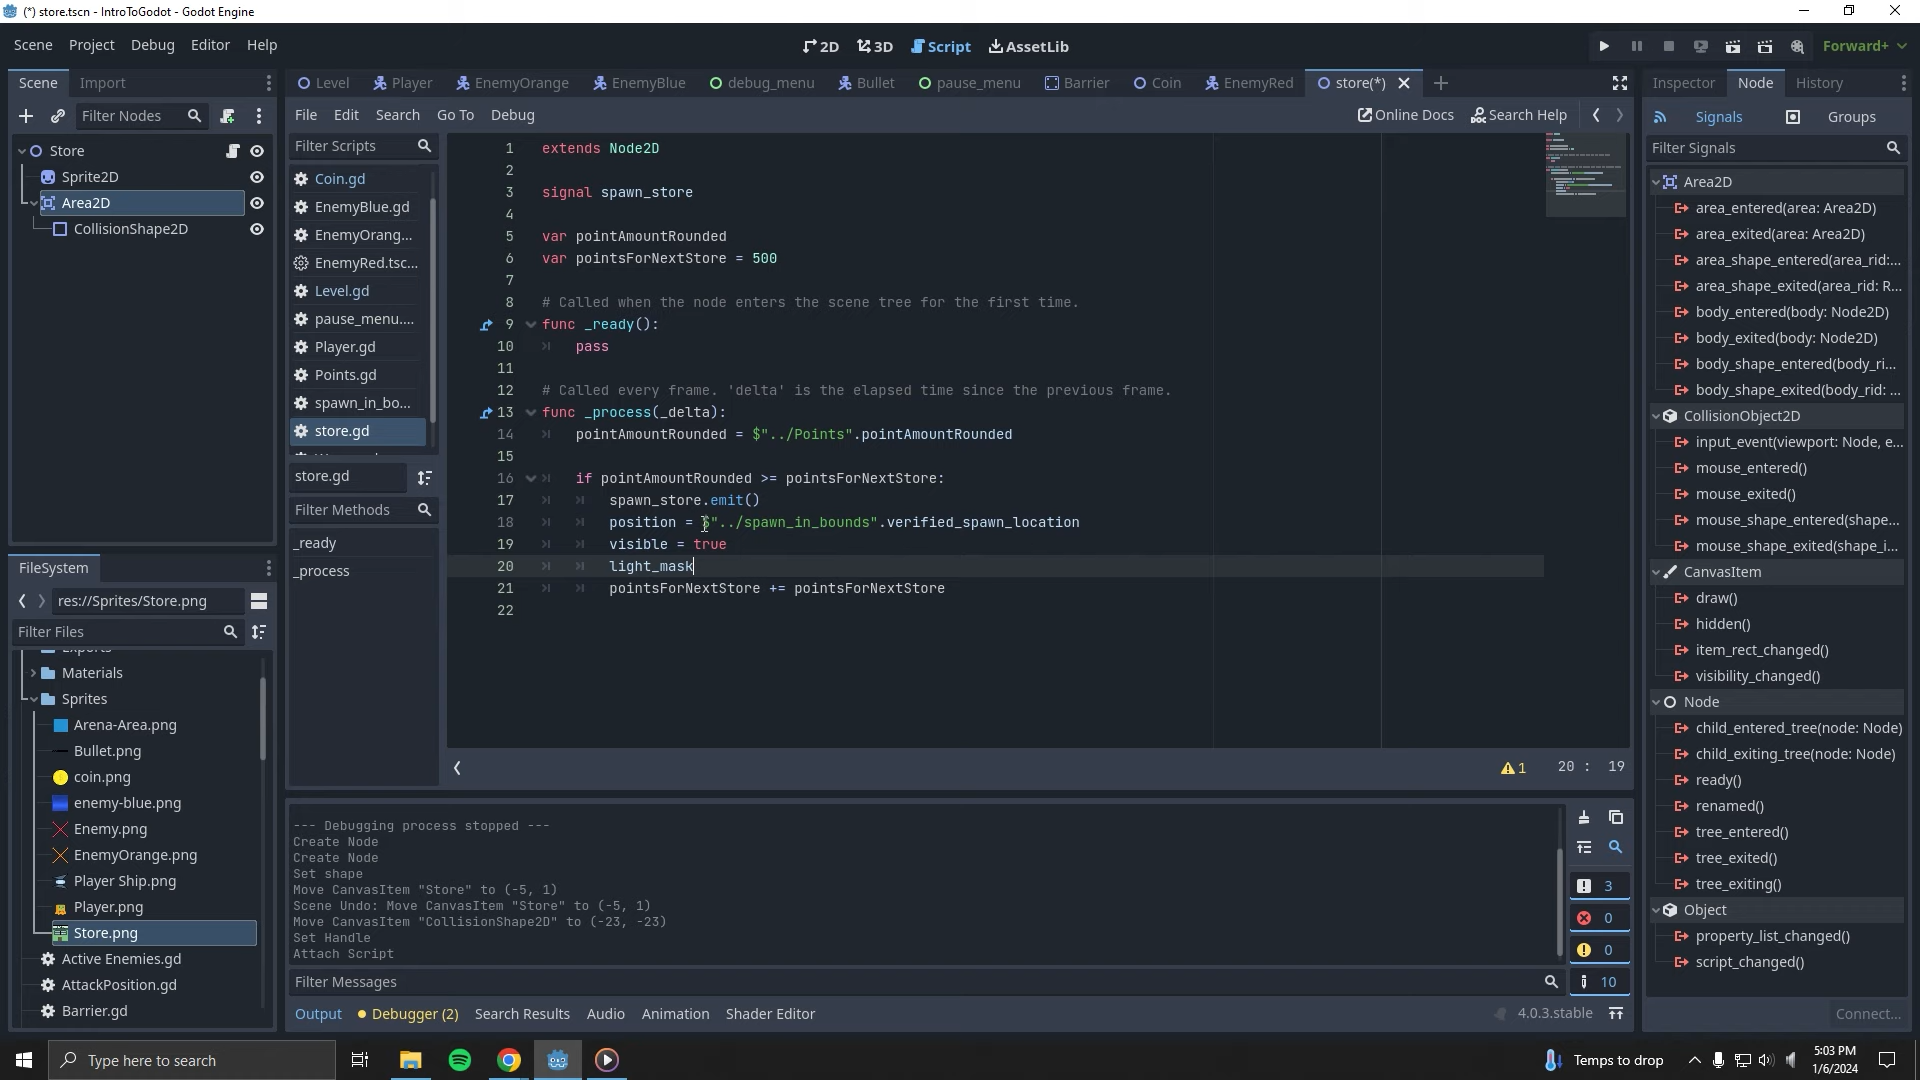 (*) store.tscn - IntroToGodot - Godot Engine
Scene Project Debug Editor Help
2D 3D Script AssetLib
Forward+
Scene Import
Level Player EnemyOrange EnemyBlue debug_menu Bullet pause_menu Barrier Coin EnemyRed store(*)
Inspector Node History
Filter Nodes
File Edit Search Go To Debug
Online Docs Search Help
Signals Groups
Store
Sprite2D
Area2D
CollisionShape2D
Filter Scripts
Coin.gd
EnemyBlue.gd
EnemyOrang...
EnemyRed.tsc...
Level.gd
pause_menu....
Player.gd
Points.gd
spawn_in_bo...
store.gd
store.gd
Filter Methods
_ready
_process
1 extends Node2D
2
3 signal spawn_store
4
5 var pointAmountRounded
6 var pointsForNextStore = 500
7
8 # Called when the node enters the scene tree for the first time.
9 func _ready():
10 pass
11
12 # Called every frame. 'delta' is the elapsed time since the previous frame.
13 func _process(_delta):
14 pointAmountRounded = $"../Points".pointAmountRounded
15
16 if pointAmountRounded >= pointsForNextStore:
17 spawn_store.emit()
18 position = $"../spawn_in_bounds".verified_spawn_location
19 visible = true
20 light_mask
21 pointsForNextStore += pointsForNextStore
22
1 20 : 19
Filter Signals
Area2D
area_entered(area: Area2D)
area_exited(area: Area2D)
area_shape_entered(area_rid:...
area_shape_exited(area_rid: R...
body_entered(body: Node2D)
body_exited(body: Node2D)
body_shape_entered(body_ri...
body_shape_exited(body_rid: ...
CollisionObject2D
input_event(viewport: Node, e...
mouse_entered()
mouse_exited()
mouse_shape_entered(shape...
mouse_shape_exited(shape_i...
CanvasItem
draw()
hidden()
item_rect_changed()
visibility_changed()
Node
child_entered_tree(node: Node)
child_exiting_tree(node: Node)
ready()
renamed()
tree_entered()
tree_exited()
tree_exiting()
Object
property_list_changed()
script_changed()
Connect...
FileSystem
res://Sprites/Store.png
Filter Files
Exports
Materials
Sprites
Arena-Area.png
Bullet.png
coin.png
enemy-blue.png
Enemy.png
EnemyOrange.png
Player Ship.png
Player.png
Store.png
Active Enemies.gd
AttackPosition.gd
Barrier.gd
--- Debugging process stopped ---
Create Node
Create Node
Set shape
Move CanvasItem "Store" to (-5, 1)
Scene Undo: Move CanvasItem "Store" to (-5, 1)
Move CanvasItem "CollisionShape2D" to (-23, -23)
Set Handle
Attach Script
3
0
0
10
Filter Messages
Output Debugger (2) Search Results Audio Animation Shader Editor
4.0.3.stable
Type here to search
Temps to drop
5:03 PM
1/6/2024